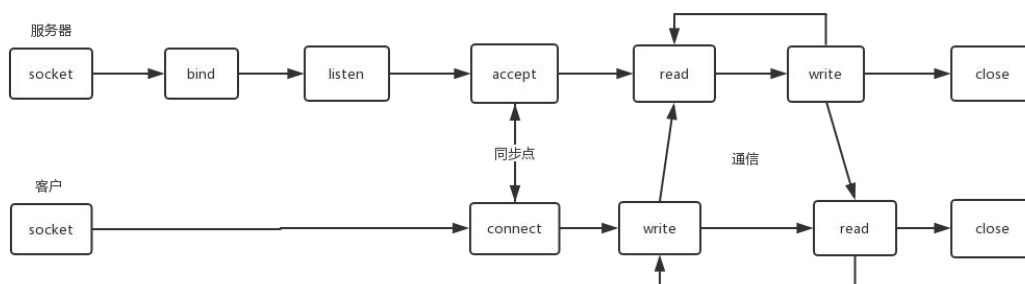 服务器
socket
bind
listen
accept
read
write
close
同步点
通信
客户
socket
connect
write
read
close